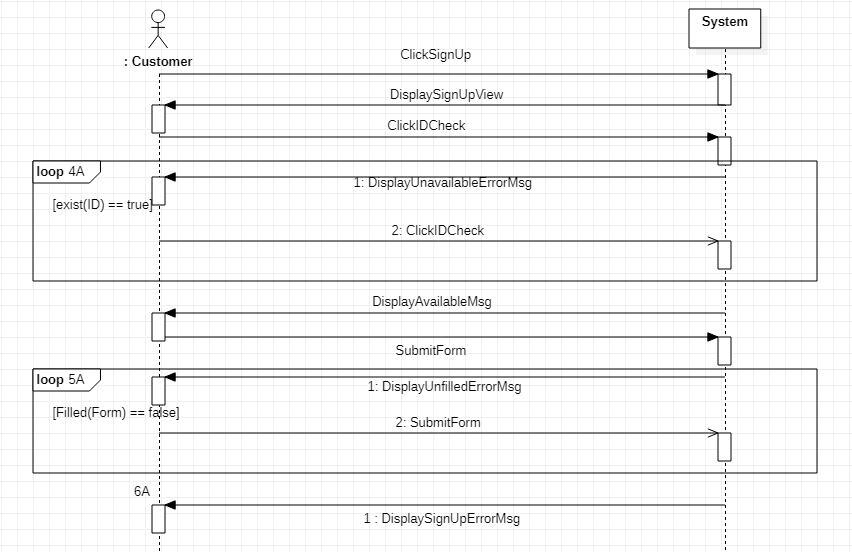 System
: Customer
ClickSignUp
DisplaySignUpView
ClickIDCheck
loop 4A
1: DisplayUnavailableErrorMsg
[exist(ID) == true]
2: ClickIDCheck
DisplayAvailableMsg
SubmitForm
loop 5A
1: DisplayUnfilledErrorMsg
[Filled(Form) == false]
2: SubmitForm
6A
1 : DisplaySignUpErrorMsg